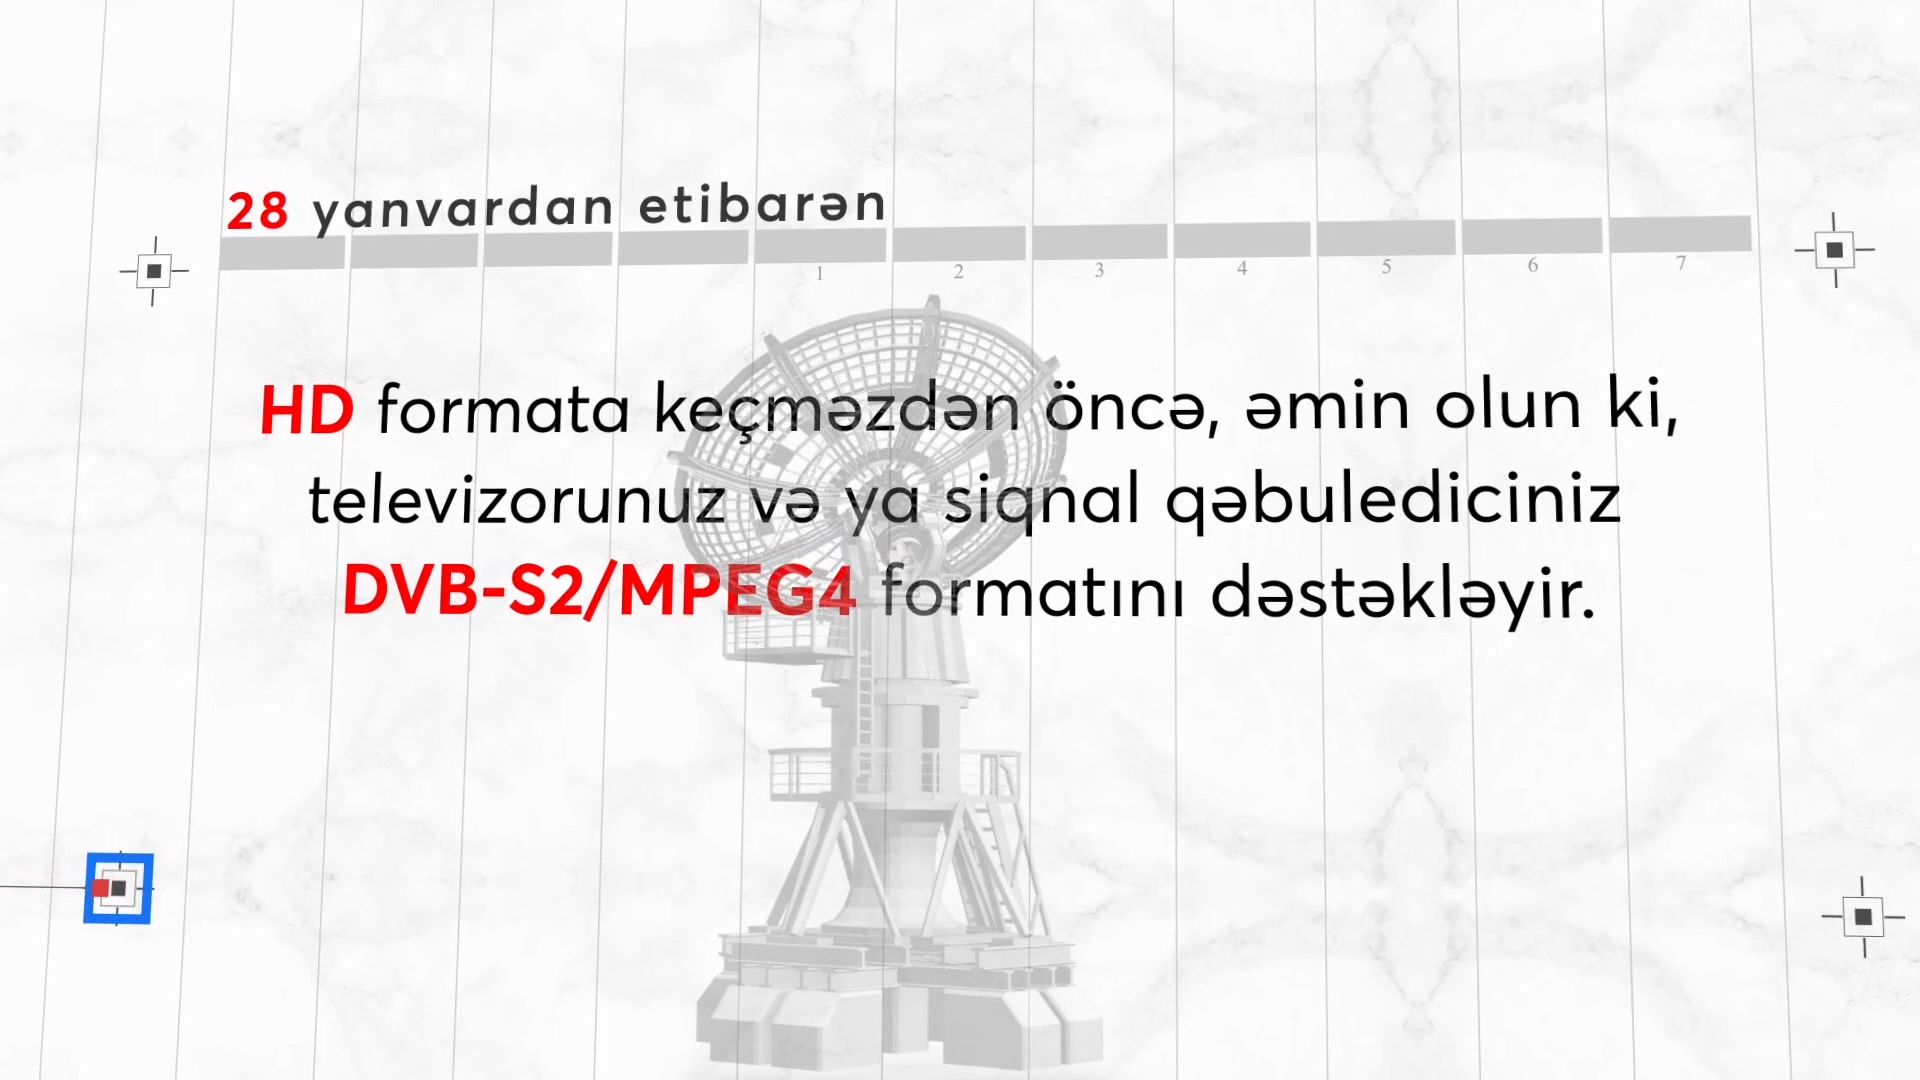 28 yanvardan etibarən
1 2 3 4 5 6 7
HD formata keçməzdən öncə, əmin olun ki,
televizorunuz və ya siqnal qəbulediciniz
DVB-S2/MPEG4 formatını dəstəkləyir.